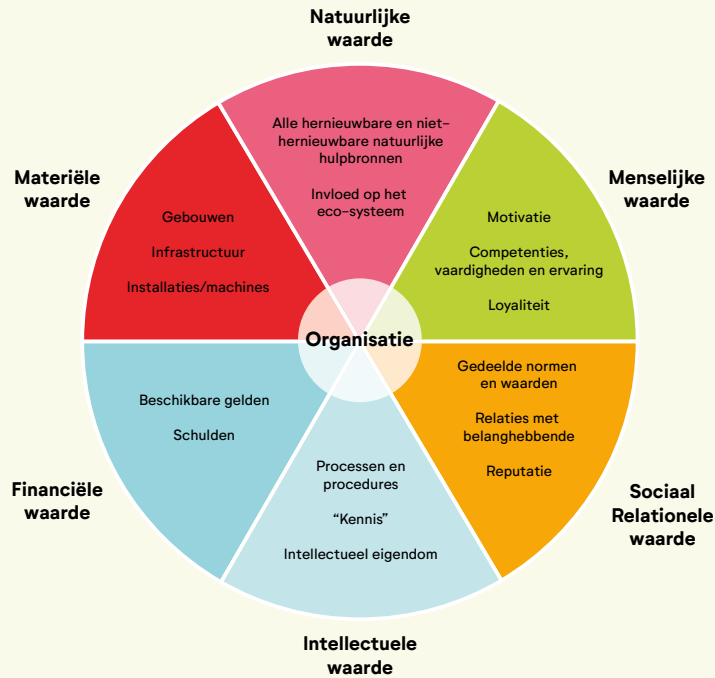 Natuurlijke
waarde
Alle hernieuwbare en niet-
hernieuwbare natuurlijke
hulpbronnen
Invloed op het
eco-systeem
Menselijke
waarde
Motivatie
Competenties,
vaardigheden en ervaring
Loyaliteit
Sociaal
Relationele
waarde
Gedeelde normen
en waarden
Relaties met
belanghebbende
Reputatie
Intellectuele
waarde
Processen en
procedures
“Kennis”
Intellectueel eigendom
Financiële
waarde
Beschikbare gelden
Schulden
Materiële
waarde
Gebouwen
Infrastructuur
Installaties/machines
Organisatie